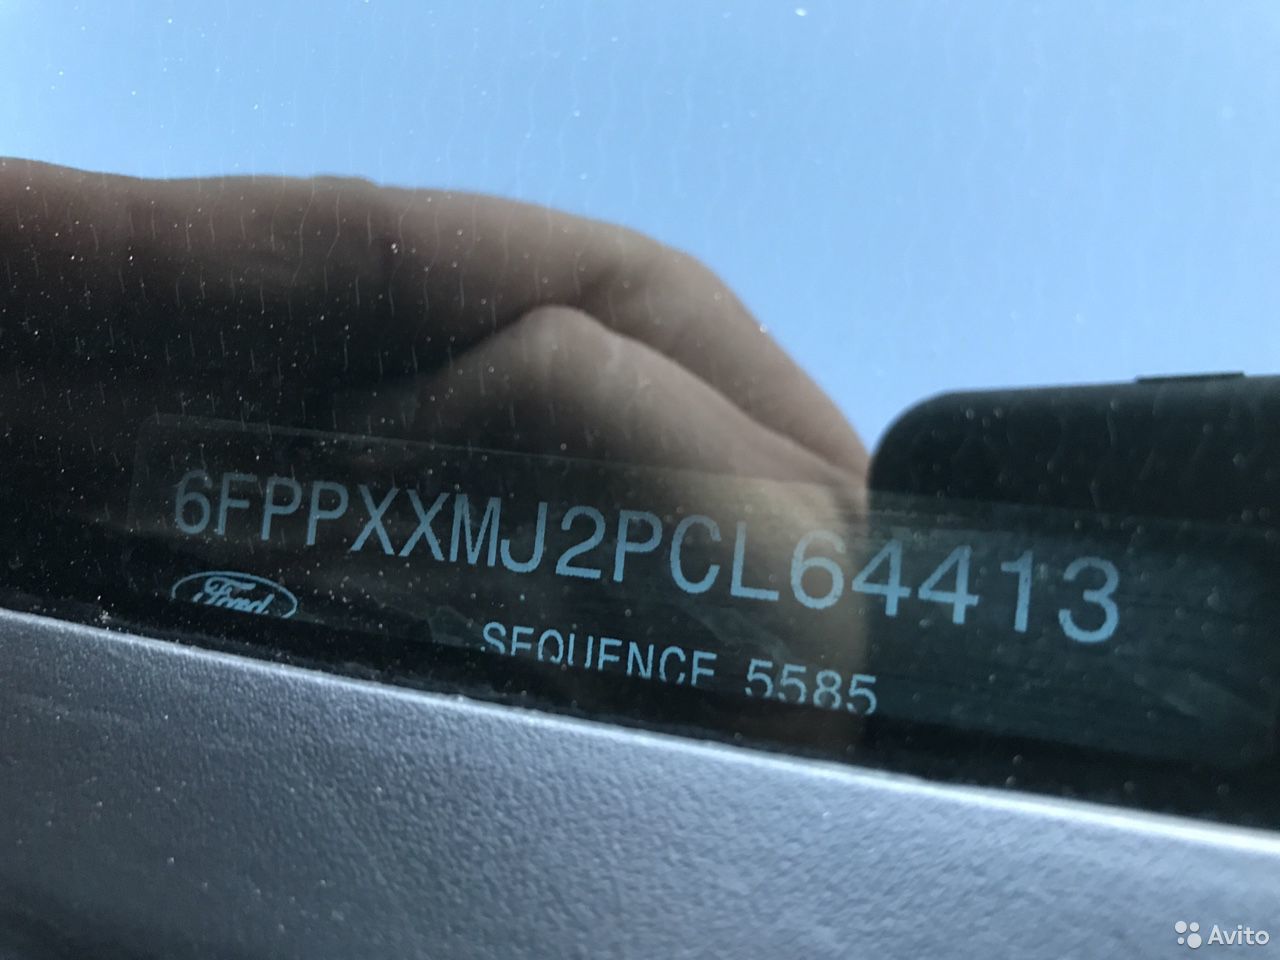 6FPPXXMJ2PCL64413
Ford
SEQUENCE 5585
Avito